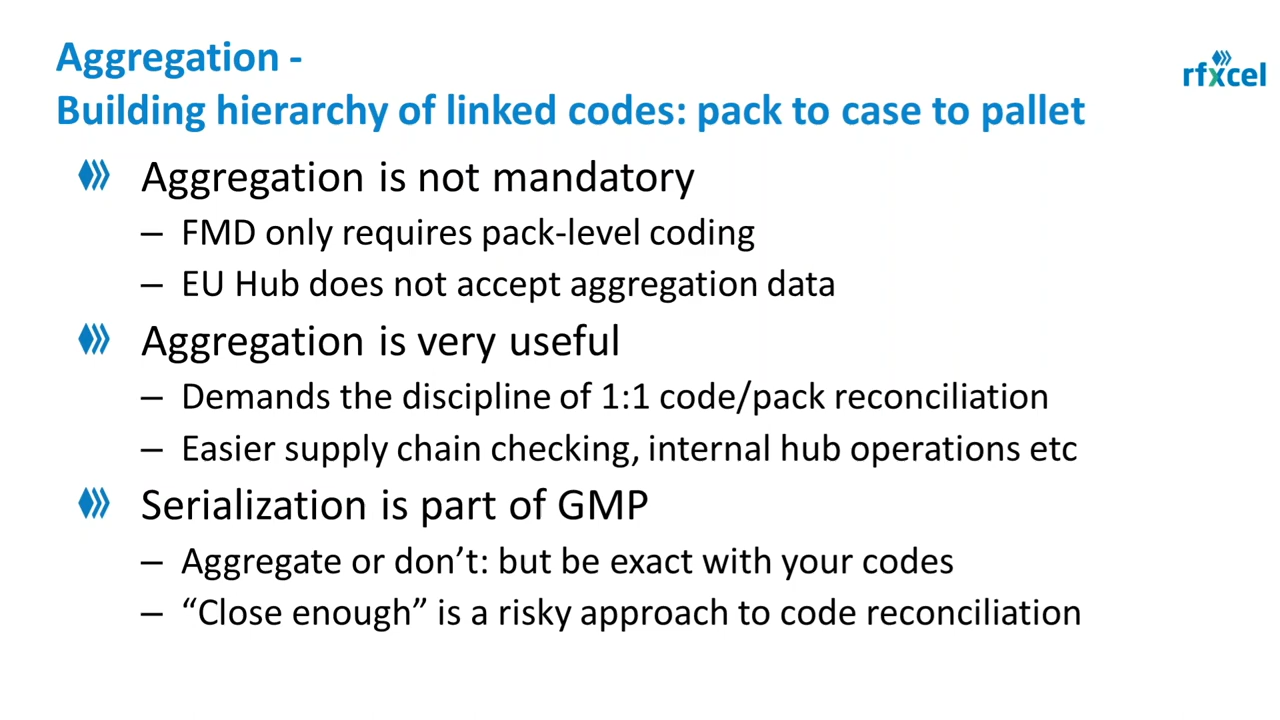 Aggregation -
rfxcel
Building hierarchy of linked codes: pack to case to pallet
Aggregation is not mandatory
– FMD only requires pack-level coding
– EU Hub does not accept aggregation data
Aggregation is very useful
– Demands the discipline of 1:1 code/pack reconciliation
– Easier supply chain checking, internal hub operations etc
Serialization is part of GMP
– Aggregate or don’t: but be exact with your codes
– “Close enough” is a risky approach to code reconciliation